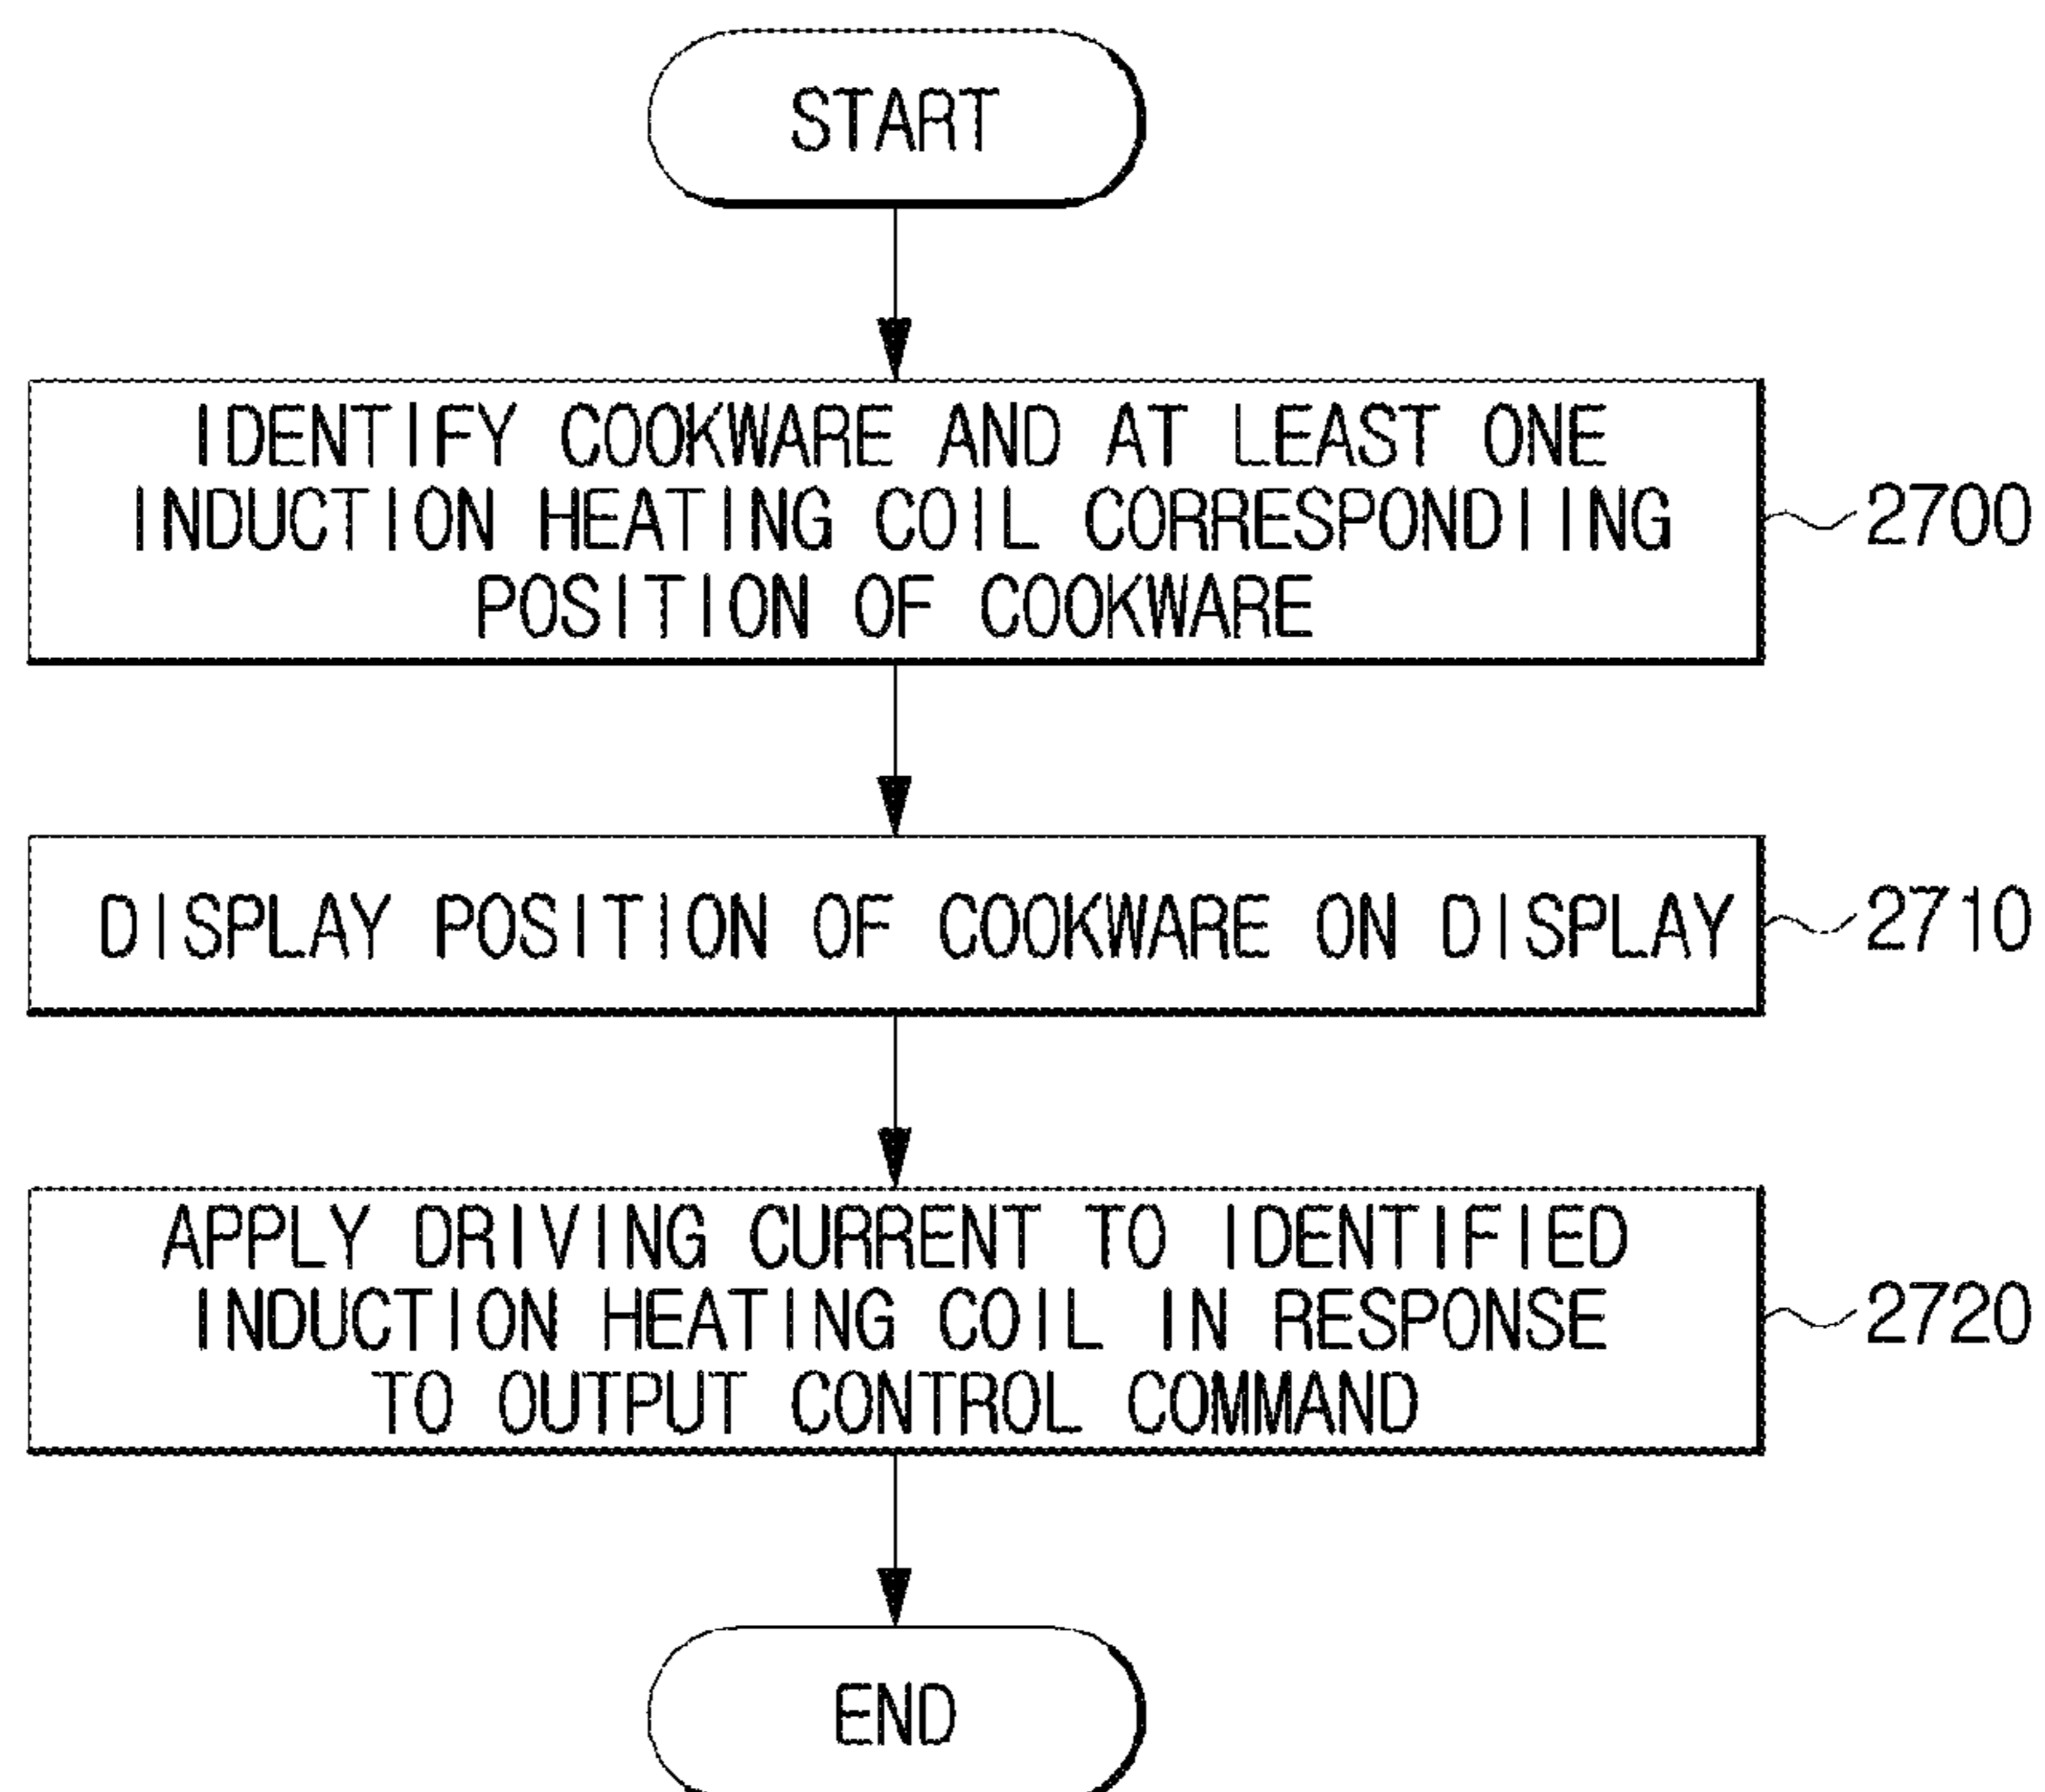 START
IDENTIFY COOKWARE AND AT LEAST ONE
INDUCTION HEATING COIL CORRESPONDIING
POSITION OF COOKWARE
2700
DISPLAY POSITION OF COOKWARE ON DISPLAY
2710
APPLY DRIVING CURRENT TO IDENTIFIED
INDUCTION HEATING COIL IN RESPONSE
TO OUTPUT CONTROL COMMAND
2720
END